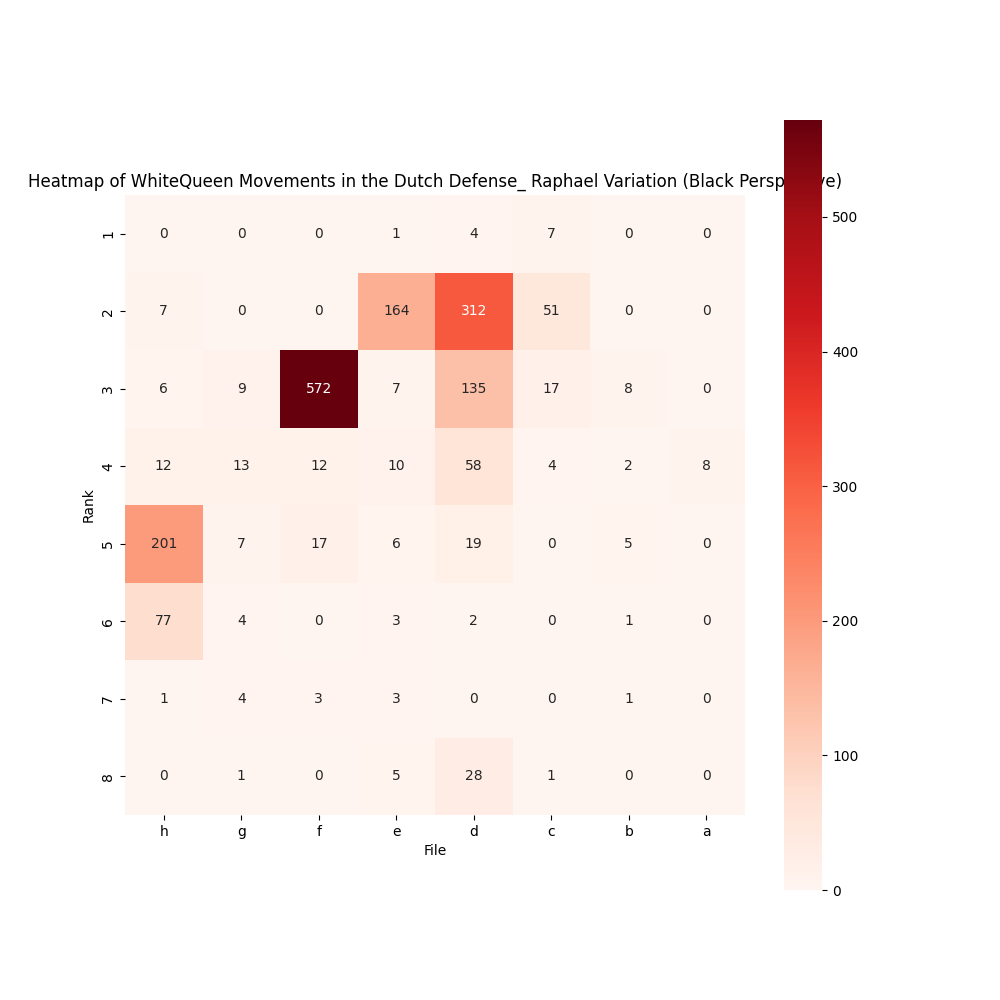 Heatmap of WhiteQueen Movements in the Dutch Defense_ Raphael Variation (Black Persp ve)
500
400
300
200
100
0
Rank
1 0 0 0 1 4 7 0 0
2 7 0 0 164 312 51 0 0
3 6 9 572 7 135 17 8 0
4 12 13 12 10 58 4 2 8
5 201 7 17 6 19 0 5 0
6 77 4 0 3 2 0 1 0
7 1 4 3 3 0 0 1 0
8 0 1 0 5 28 1 0 0
h g f e d c b a
File